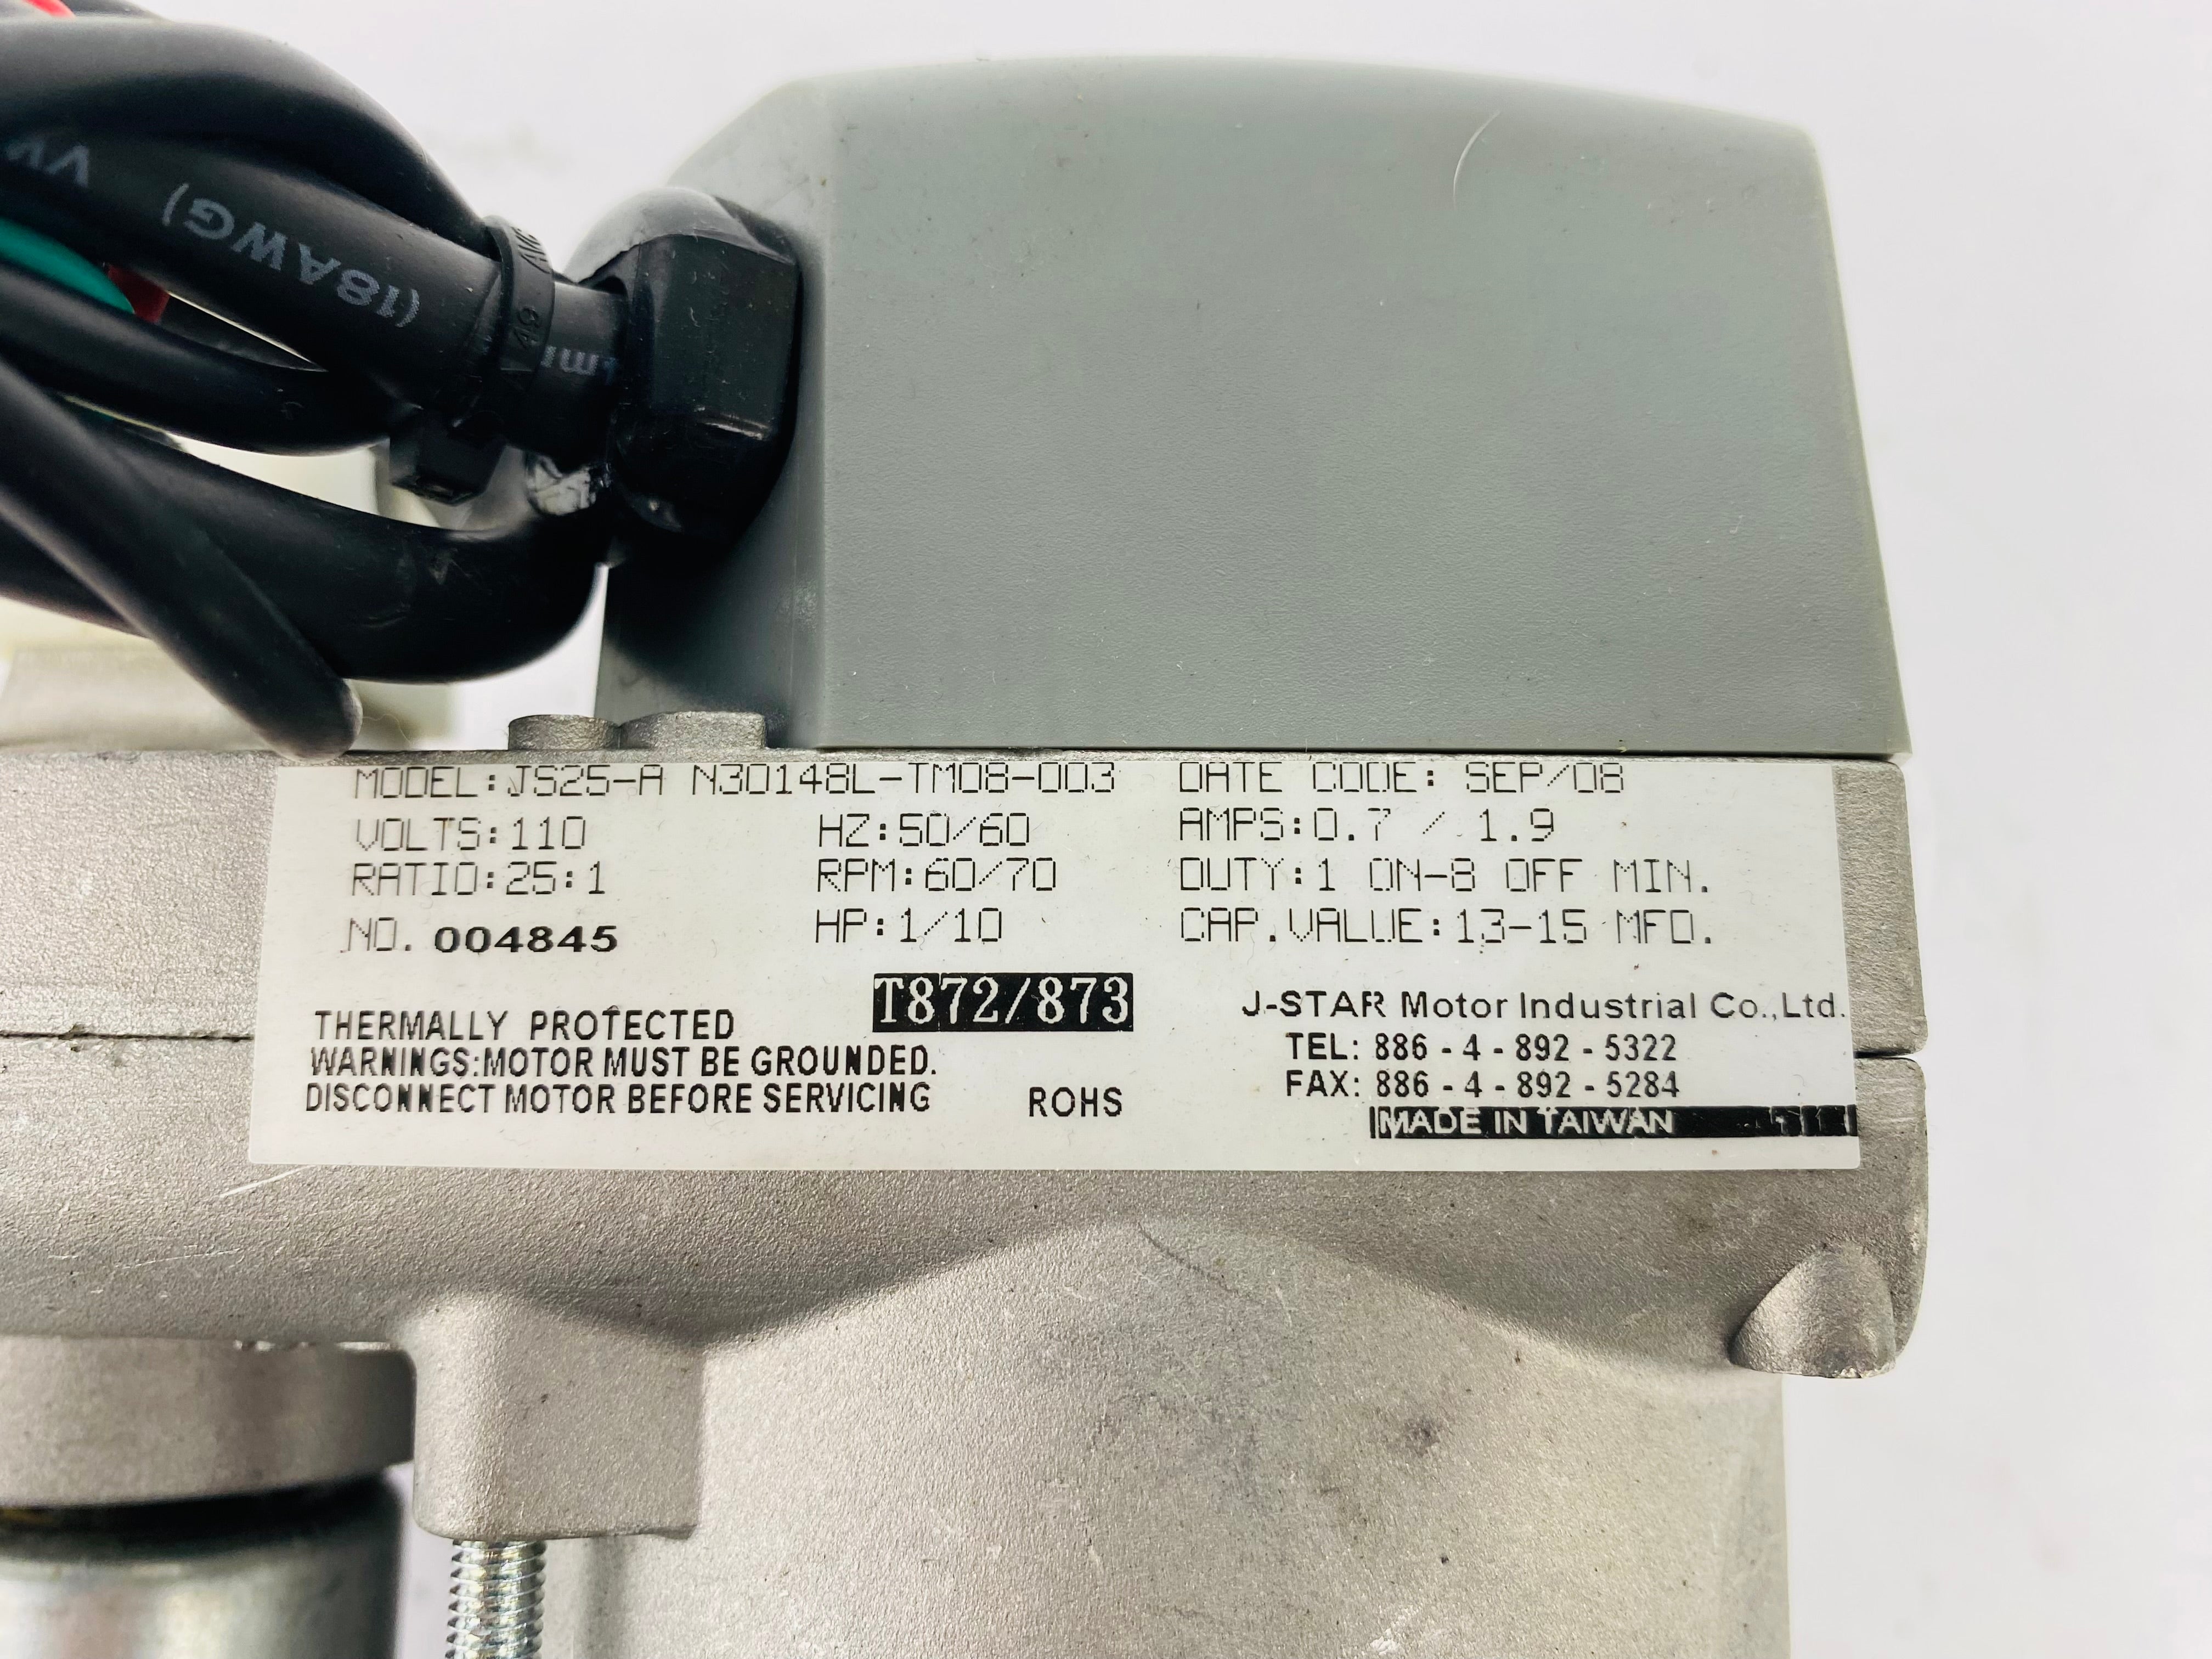 (18AWG)
MODEL:JS25-A N30148L-TM08-003 DATE CODE: SEP/08
VOLTS:110 HZ:50/60 AMPS:0.7 / 1.9
RATIO:25:1 RPM:60/70 DUTY:1 ON-8 OFF MIN.
NO. 004845 HP:1/10 CAP.VALUE:13-15 MFD.
T872/873
THERMALLY PROTECTED
WARNINGS:MOTOR MUST BE GROUNDED.
DISCONNECT MOTOR BEFORE SERVICING
ROHS
J-STAR Motor Industrial Co.,Ltd.
TEL: 886 - 4 - 892 - 5322
FAX: 886 - 4 - 892 - 5284
MADE IN TAIWAN